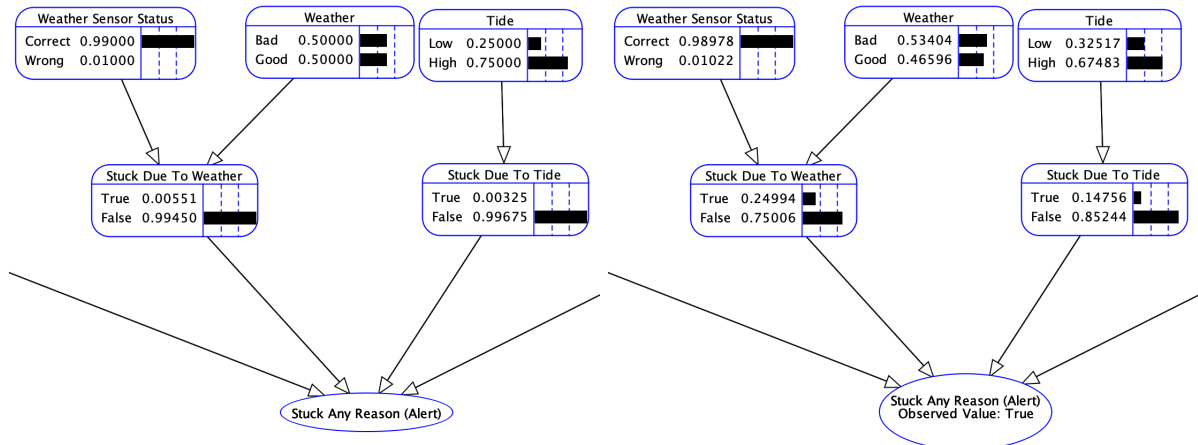 Weather Sensor Status
Correct 0.99000
Wrong 0.01000
Weather
Bad 0.50000
Good 0.50000
Tide
Low 0.25000
High 0.75000
Stuck Due To Weather
True 0.00551
False 0.99450
Stuck Due To Tide
True 0.00325
False 0.99675
Stuck Any Reason (Alert)
Weather Sensor Status
Correct 0.98978
Wrong 0.01022
Weather
Bad 0.53404
Good 0.46596
Tide
Low 0.32517
High 0.67483
Stuck Due To Weather
True 0.24994
False 0.75006
Stuck Due To Tide
True 0.14756
False 0.85244
Stuck Any Reason (Alert)
Observed Value: True